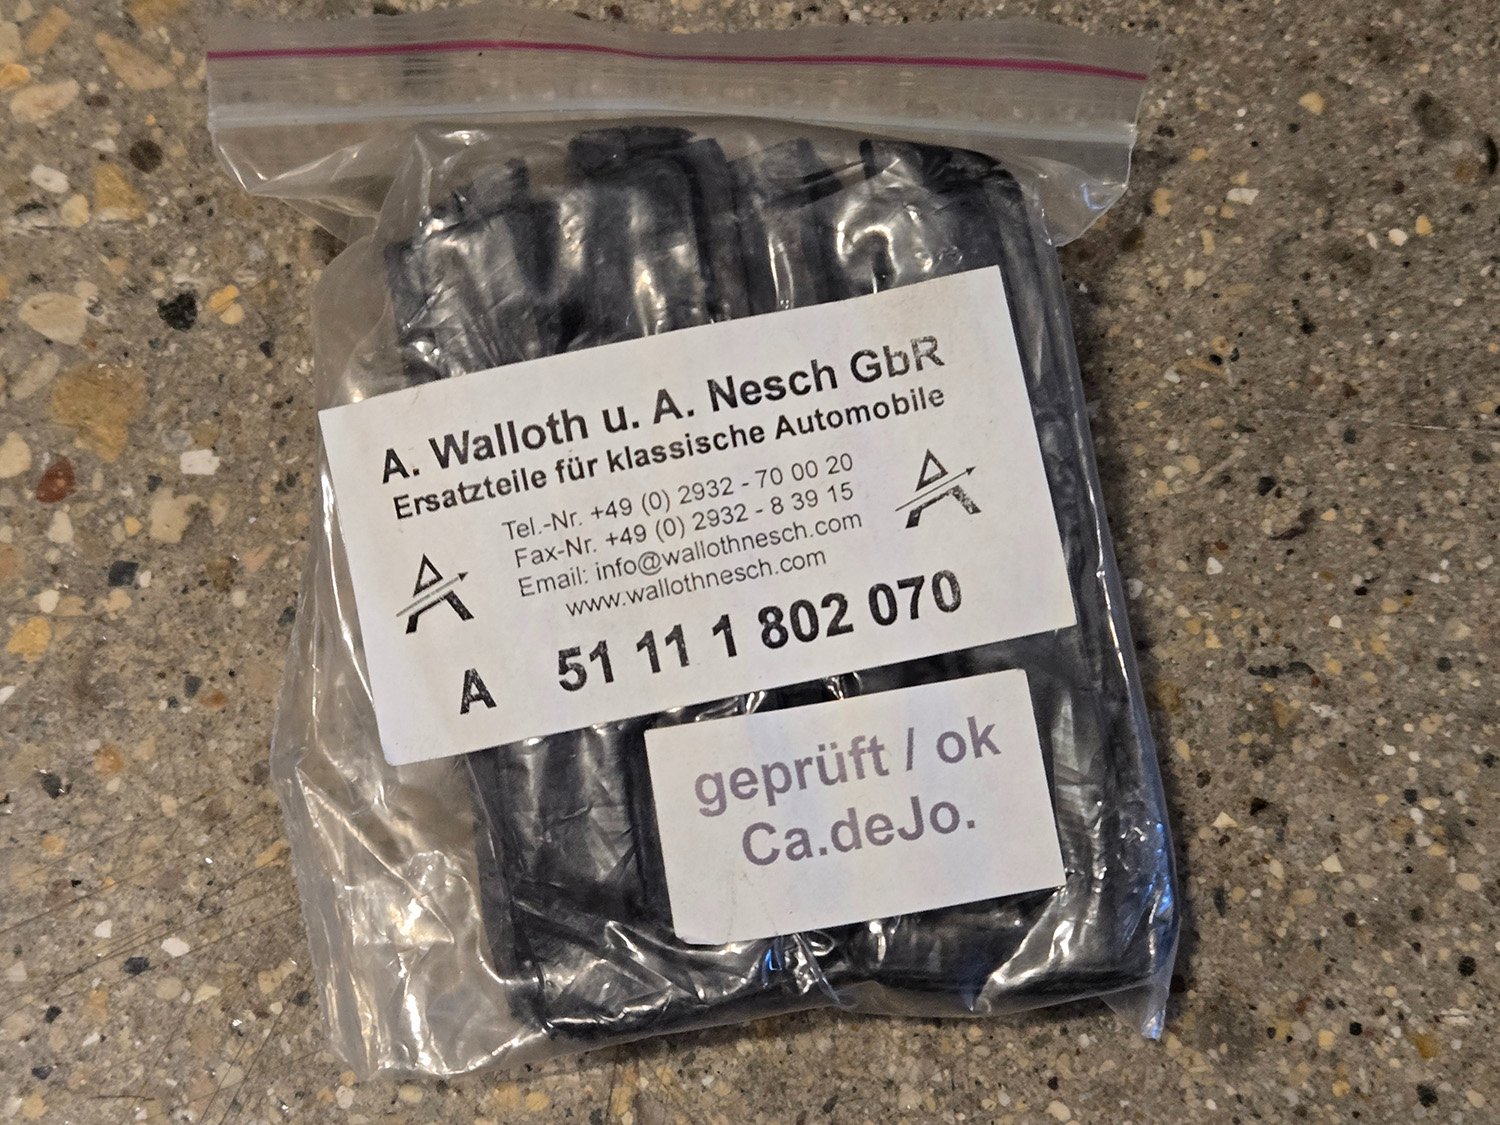 A. Walloth u. A. Nesch GbR
Ersatzteile für klassische Automobile
Tel.-Nr. +49 (0) 2932 - 70 00 20
Fax-Nr. +49 (0) 2932 - 8 39 15
Email: info@wallothnesch.com
www.wallothnesch.com
A 51 11 1 802 070
geprüft / ok
Ca.deJo.